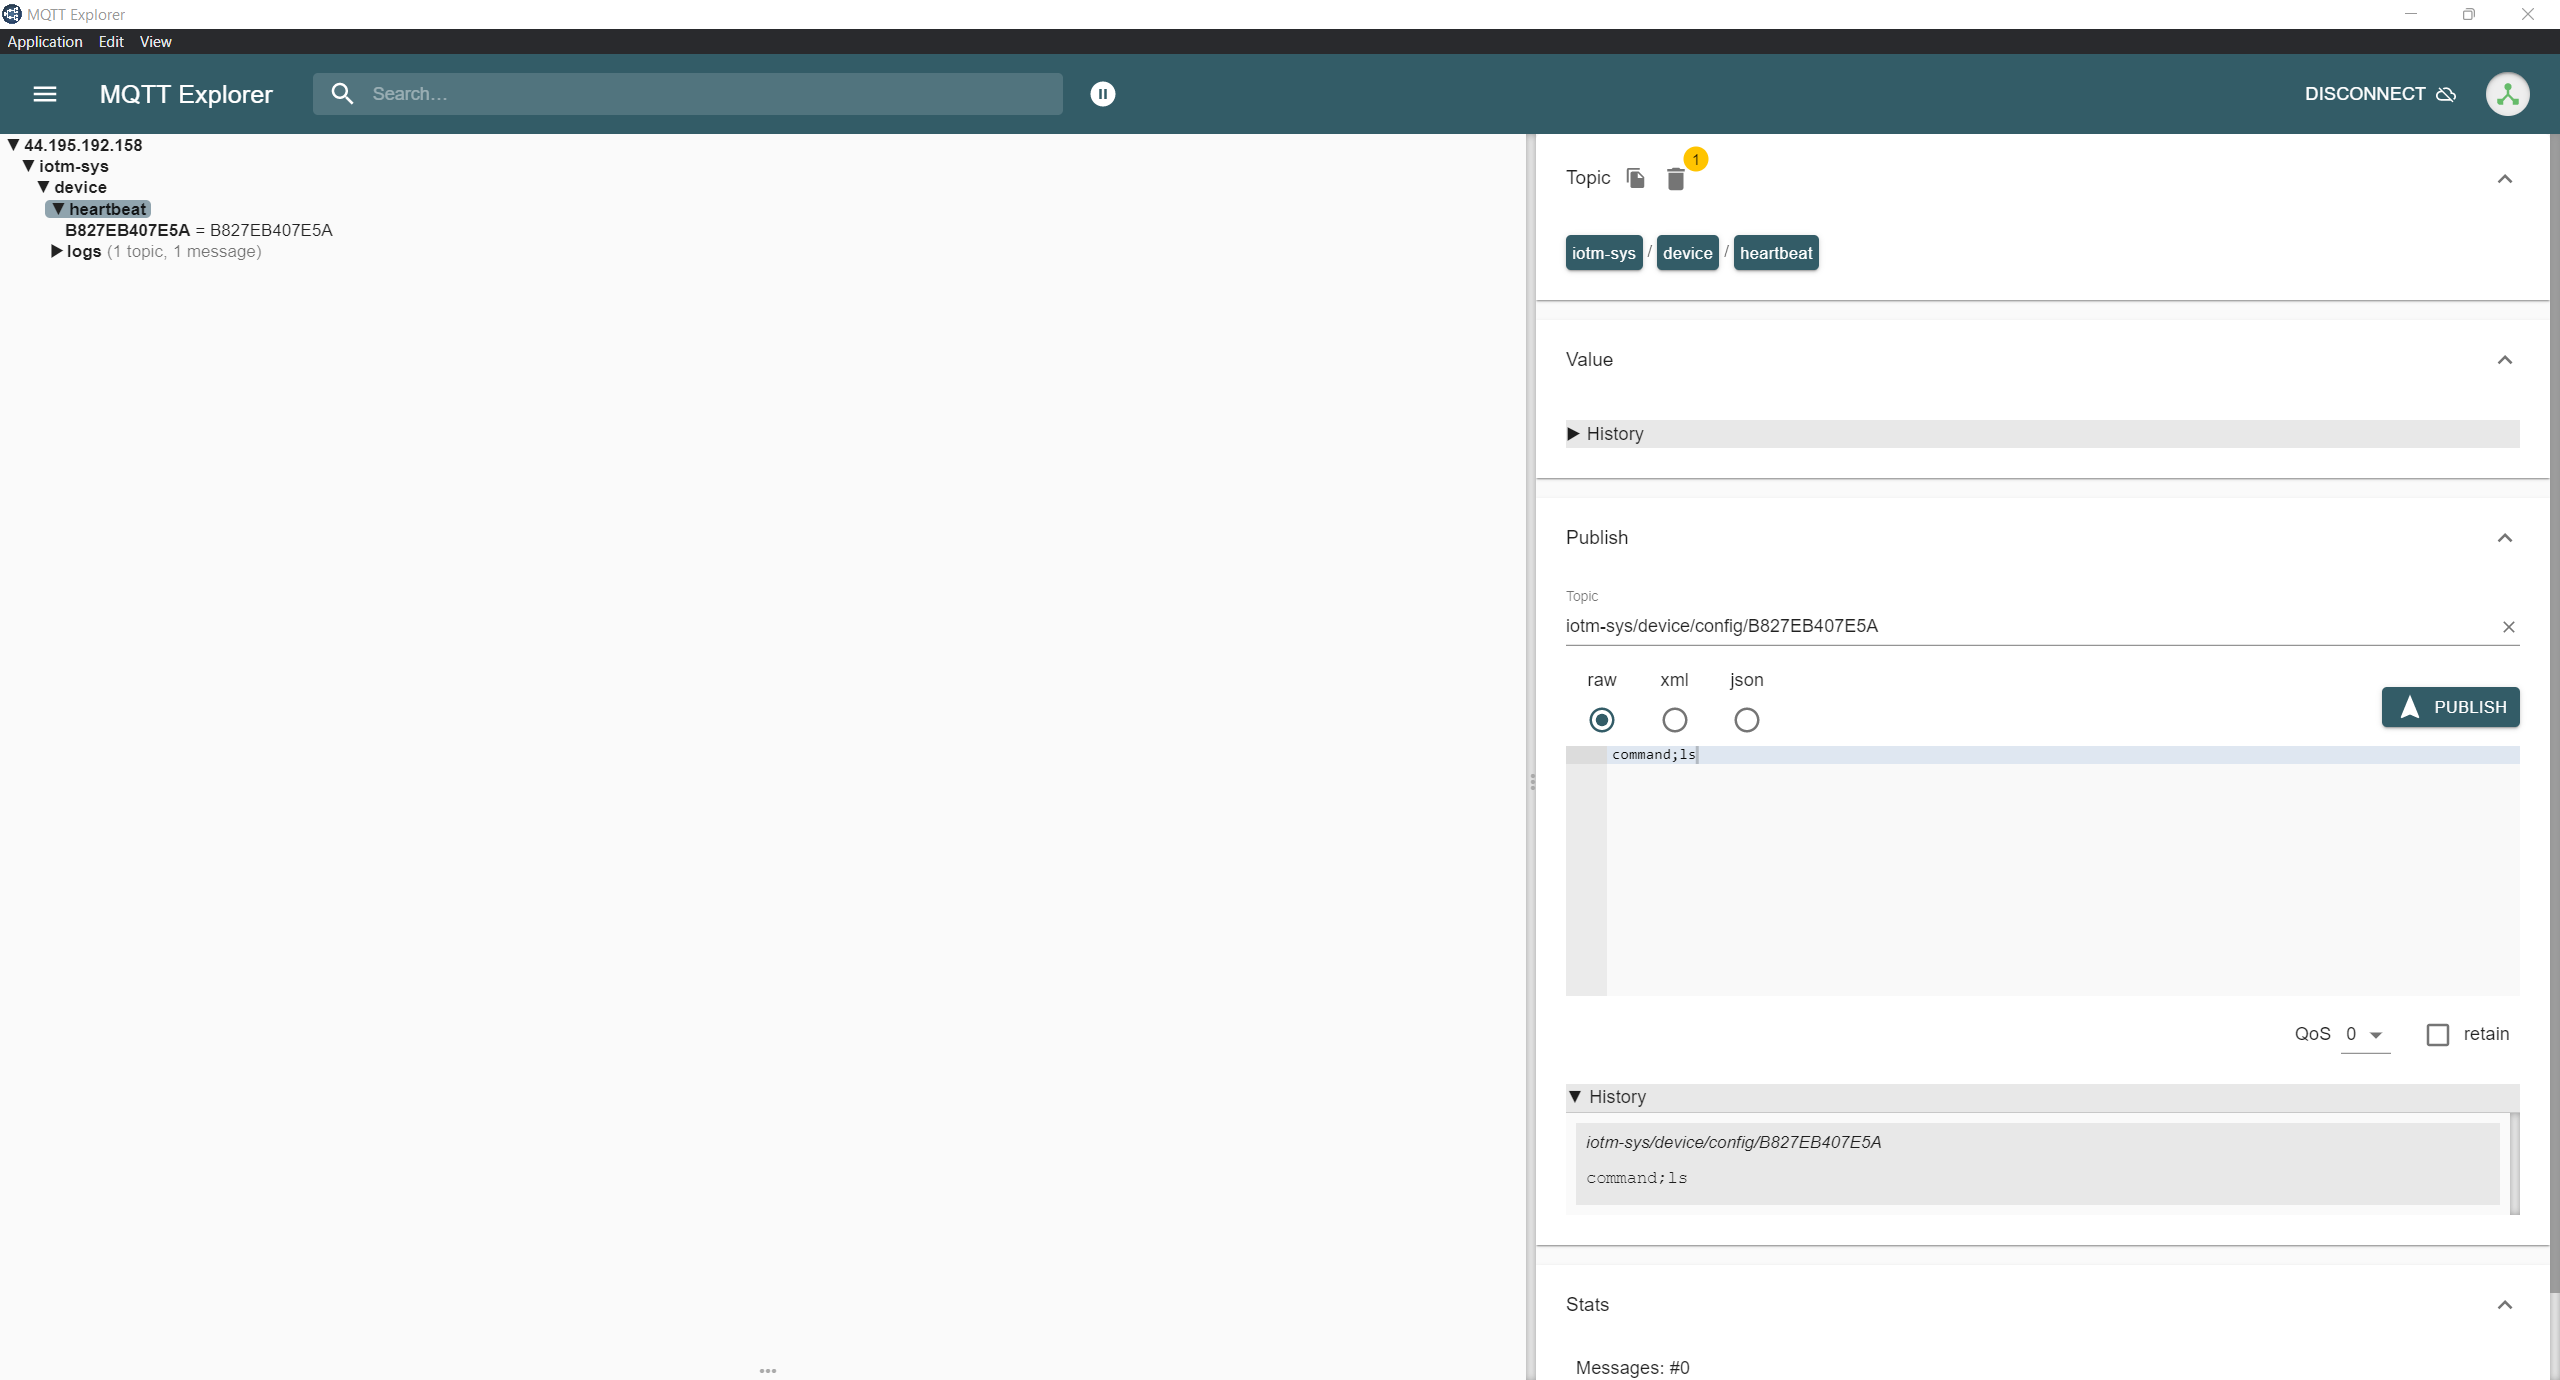 MQTT Explorer
Application Edit View
MQTT Explorer Search... DISCONNECT
▼ 44.195.192.158
▼ iotm-sys
▼ device
▼ heartbeat
B827EB407E5A = B827EB407E5A
▶ logs (1 topic, 1 message)
Topic 1
iotm-sys / device / heartbeat
Value
▶ History
Publish
Topic
iotm-sys/device/config/B827EB407E5A
raw xml json
PUBLISH
command;ls
QoS 0 retain
▼ History
iotm-sys/device/config/B827EB407E5A
command;ls
Stats
Messages: #0